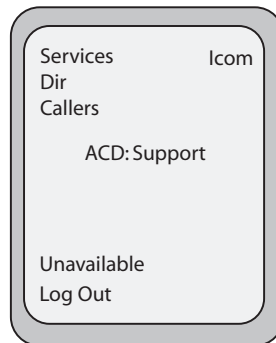 Services Icom
Dir
Callers
ACD: Support
Unavailable
Log Out